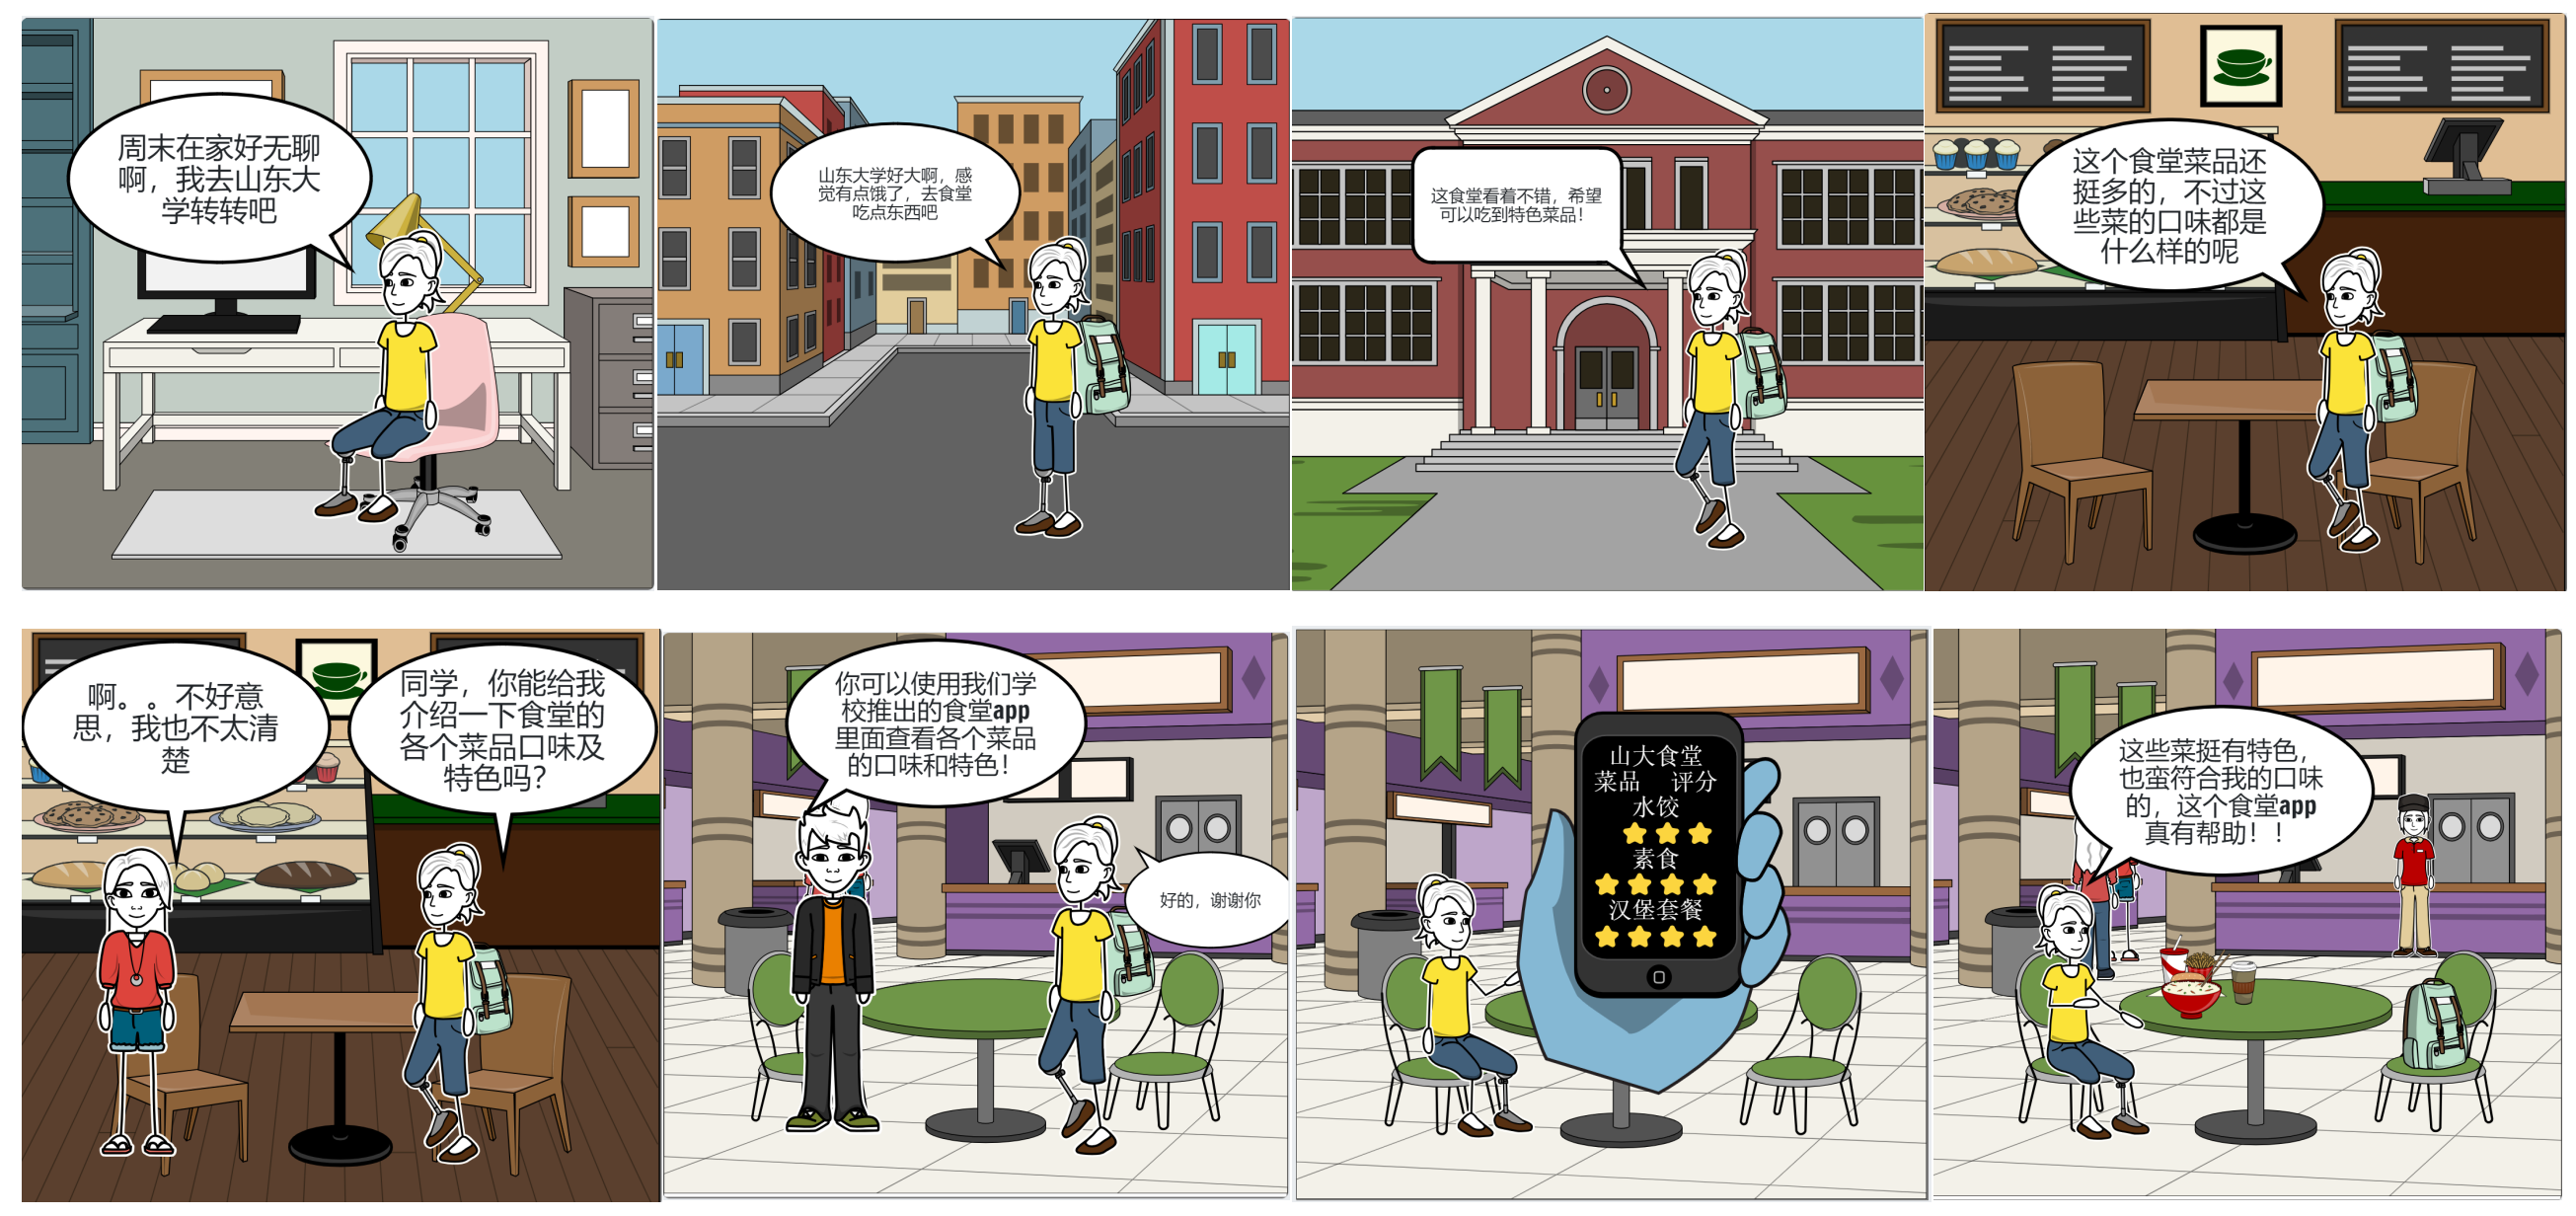 周末在家好无聊
啊，我去山东大
学转转吧
山东大学好大啊，感
觉有点饿了，去食堂
吃点东西吧
这食堂看着不错，希望
可以吃到特色菜品！
这个食堂菜品还
挺多的，不过这
些菜的口味都是
什么样的呢
啊。。不好意
思，我也不太清
楚
同学，你能给我
介绍一下食堂的
各个菜品口味及
特色吗？
你可以使用我们学
校推出的食堂app
里面查看各个菜品
的口味和特色！
好的，谢谢你
山大食堂
菜品 评分
水饺
素食
汉堡套餐
这些菜挺有特色，
也蛮符合我的口味
的，这个食堂app
真有帮助！！